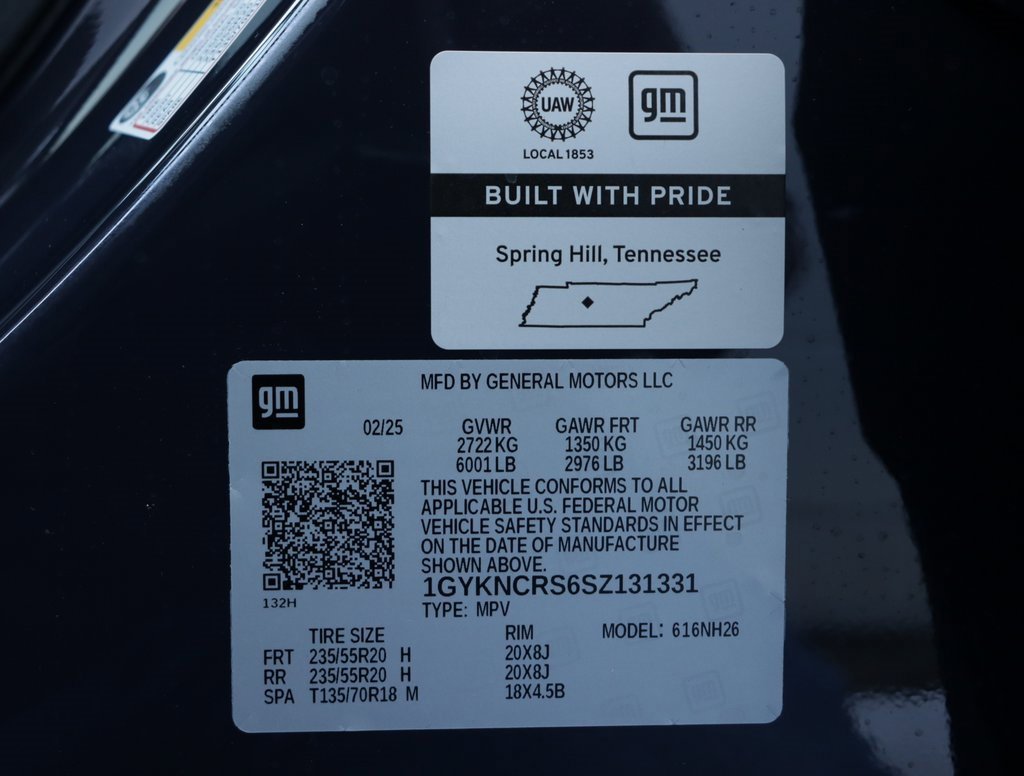 UAW
gm
LOCAL 1853
BUILT WITH PRIDE
Spring Hill, Tennessee
gm
MFD BY GENERAL MOTORS LLC
02/25 GVWR GAWR FRT GAWR RR
2722 KG 1350 KG 1450 KG
6001 LB 2976 LB 3196 LB
THIS VEHICLE CONFORMS TO ALL
APPLICABLE U.S. FEDERAL MOTOR
VEHICLE SAFETY STANDARDS IN EFFECT
ON THE DATE OF MANUFACTURE
SHOWN ABOVE.
1GYKNCRS6SZ131331
132H
TYPE: MPV
TIRE SIZE RIM MODEL: 616NH26
FRT 235/55R20 H 20X8J
RR 235/55R20 H 20X8J
SPA T135/70R18 M 18X4.5B